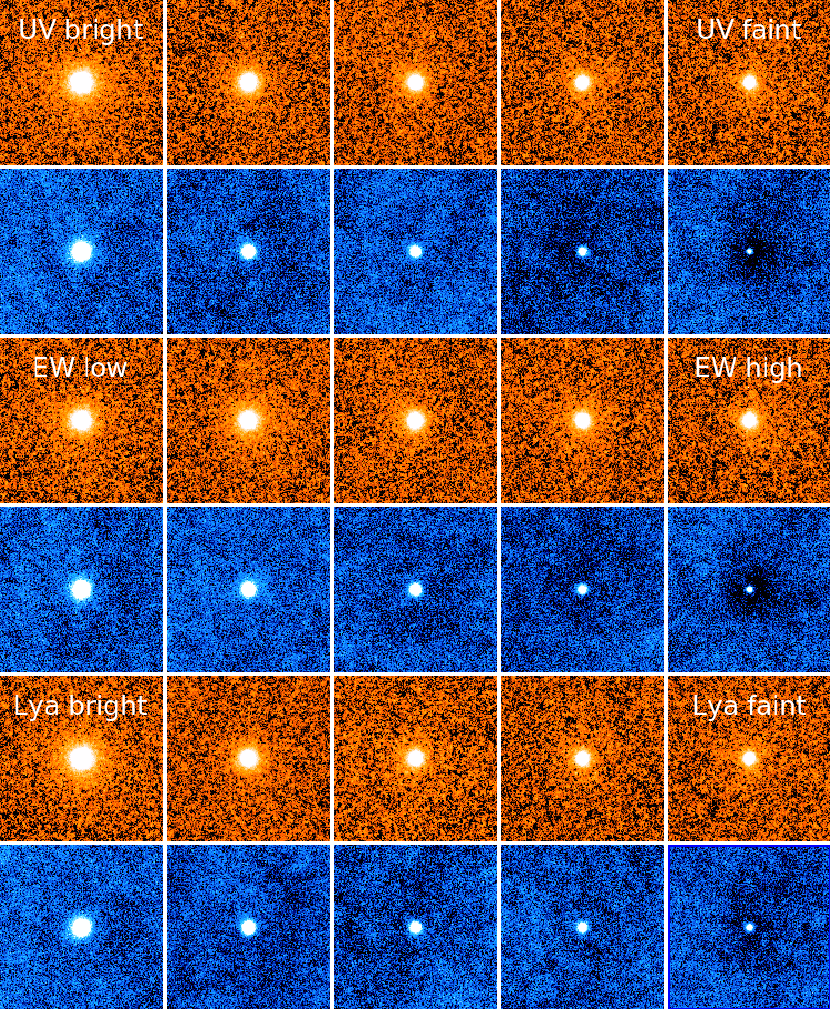 UV bright
UV faint
EW low
EW high
Lya bright
Lya faint